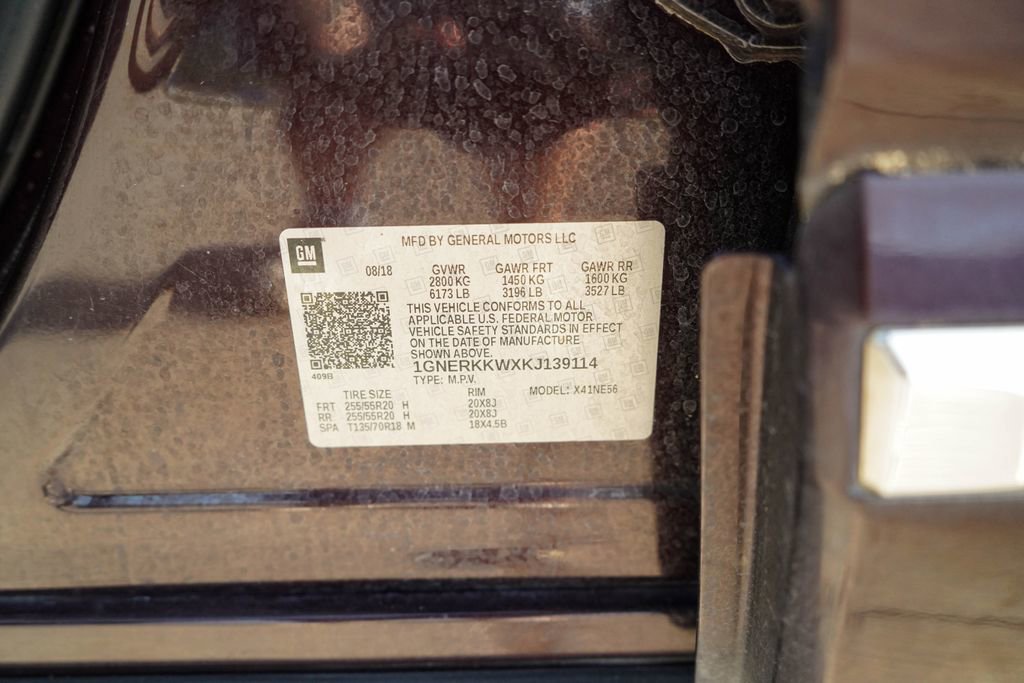 GM
MFD BY GENERAL MOTORS LLC
08/18 GVWR GAWR FRT GAWR RR
2800 KG 1450 KG 1600 KG
6173 LB 3196 LB 3527 LB
THIS VEHICLE CONFORMS TO ALL
APPLICABLE U.S. FEDERAL MOTOR
VEHICLE SAFETY STANDARDS IN EFFECT
ON THE DATE OF MANUFACTURE
SHOWN ABOVE.
1GNERKKWXKJ139114
409B
TYPE: M.P.V. MODEL: X41NE56
TIRE SIZE RIM
FRT 255/55R20 H 20X8J
RR 255/55R20 H 20X8J
SPA T135/70R18 M 18X4.5B